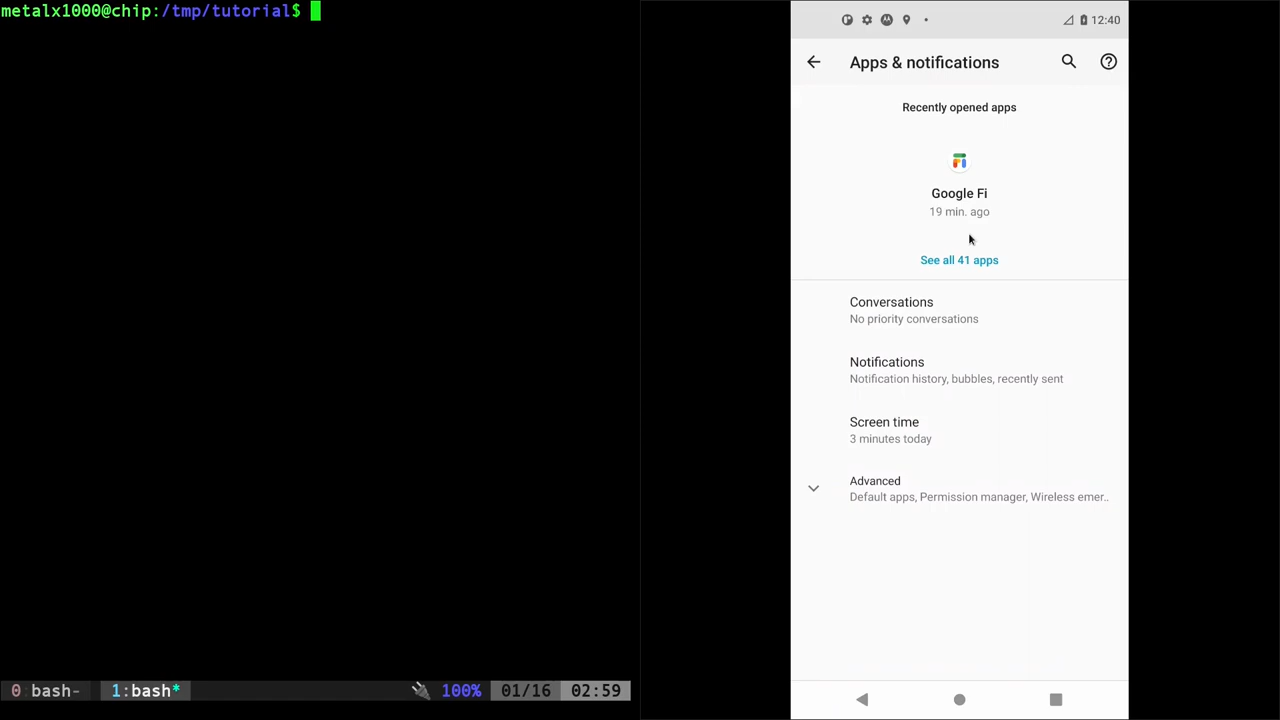 metalx1000@chip:/tmp/tutorial$
0 bash- 1:bash* 100% 01/16 02:59
12:40
Apps & notifications
Recently opened apps
Google Fi
19 min. ago
See all 41 apps
Conversations
No priority conversations
Notifications
Notification history, bubbles, recently sent
Screen time
3 minutes today
Advanced
Default apps, Permission manager, Wireless emer..